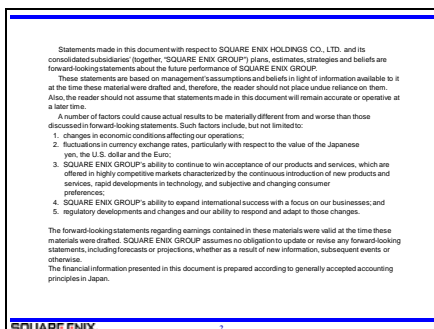 Statements made in this document with respect to SQUARE ENIX HOLDINGS CO., LTD. and its
consolidated subsidiaries' (together, "SQUARE ENIX GROUP") plans, estimates, strategies and beliefs are
forward-looking statements about the future performance of SQUARE ENIX GROUP.
These statements are based on management's assumptions and beliefs in light of information available to it
at the time these material were drafted and, therefore, the reader should not place undue reliance on them.
Also, the reader should not assume that statements made in this document will remain accurate or operative at
a later time.
A number of factors could cause actual results to be materially different from and worse than those
discussed in forward-looking statements. Such factors include, but not limited to:
1. changes in economic conditions affecting our operations;
2. fluctuations in currency exchange rates, particularly with respect to the value of the Japanese
yen, the U.S. dollar and the Euro;
3. SQUARE ENIX GROUP's ability to continue to win acceptance of our products and services, which are
offered in highly competitive markets characterized by the continuous introduction of new products and
services, rapid developments in technology, and subjective and changing consumer
preferences;
4. SQUARE ENIX GROUP's ability to expand international success with a focus on our businesses; and
5. regulatory developments and changes and our ability to respond and adapt to those changes.
The forward-looking statements regarding earnings contained in these materials were valid at the time these
materials were drafted. SQUARE ENIX GROUP assumes no obligation to update or revise any forward-looking
statements, including forecasts or projections, whether as a result of new information, subsequent events or
otherwise.
The financial information presented in this document is prepared according to generally accepted accounting
principles in Japan.
SQUARE ENIX
2